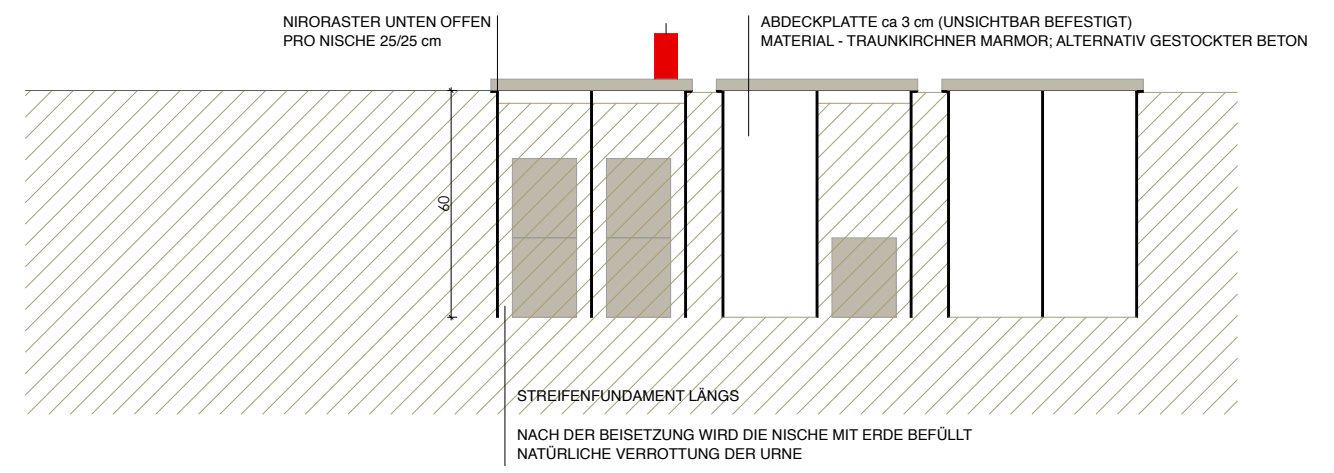 NIRORASTER UNTEN OFFEN
PRO NISCHE 25/25 cm
ABDECKPLATTE ca 3 cm (UNSICHTBAR BEFESTIGT)
MATERIAL - TRAUNKIRCHNER MARMOR; ALTERNATIV GESTOCKTER BETON
60
STREIFENFUNDAMENT LÄNGS
NACH DER BEISETZUNG WIRD DIE NISCHE MIT ERDE BEFÜLLT
NATÜRLICHE VERROTTUNG DER URNE